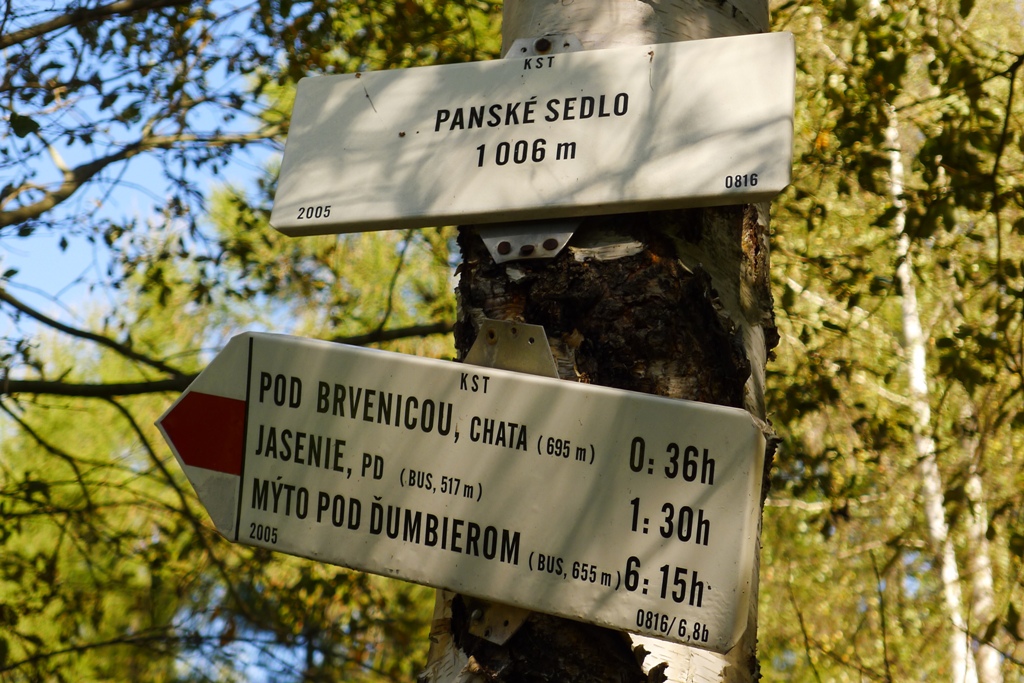 KST
PANSKÉ SEDLO
1 006 m
2005 0816
KST
POD BRVENICOU, CHATA (695 m) 0:36h
JASENIE, PD (BUS, 517 m) 1:30h
MÝTO POD ĎUMBIEROM (BUS, 655 m) 6:15h
2005 0816/6,8b